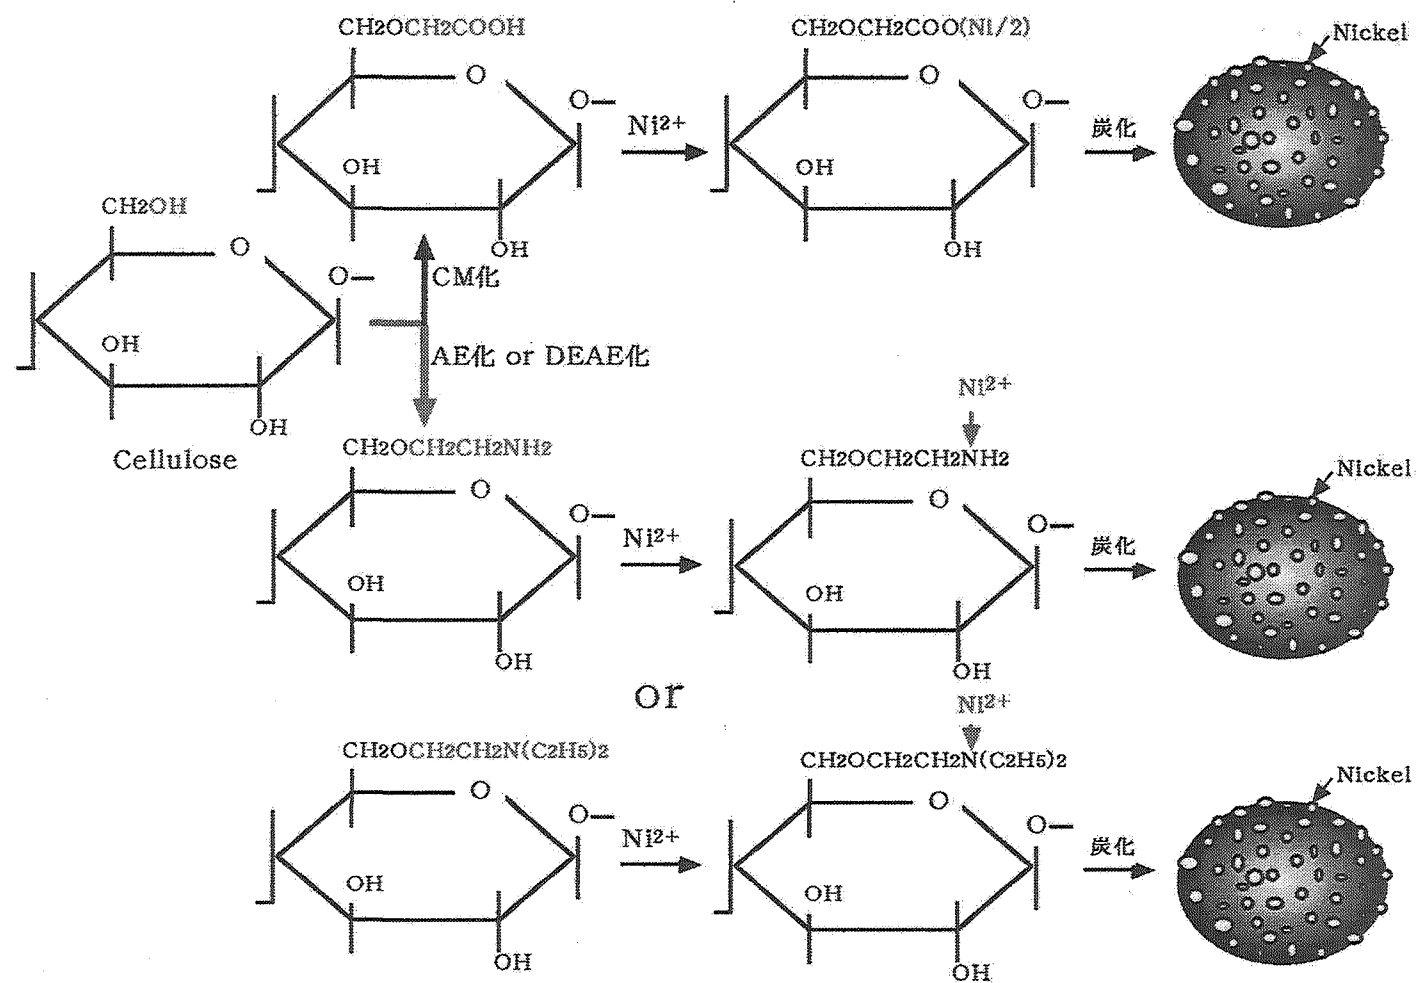 CH2OCH2COOH
O
O
OH
OH
Ni2+
CH2OCH2COO(Ni/2)
O
O
OH
OH
炭化
Nickel
CH2OH
O
O
OH
OH
Cellulose
CM化
AE化 or DEAE化
CH2OCH2CH2NH2
O
O
OH
OH
Ni2+
Ni2+
CH2OCH2CH2NH2
O
O
OH
OH
炭化
Nickel
or
CH2OCH2CH2N(C2H5)2
O
O
OH
OH
Ni2+
Ni2+
CH2OCH2CH2N(C2H5)2
O
O
OH
OH
炭化
Nickel